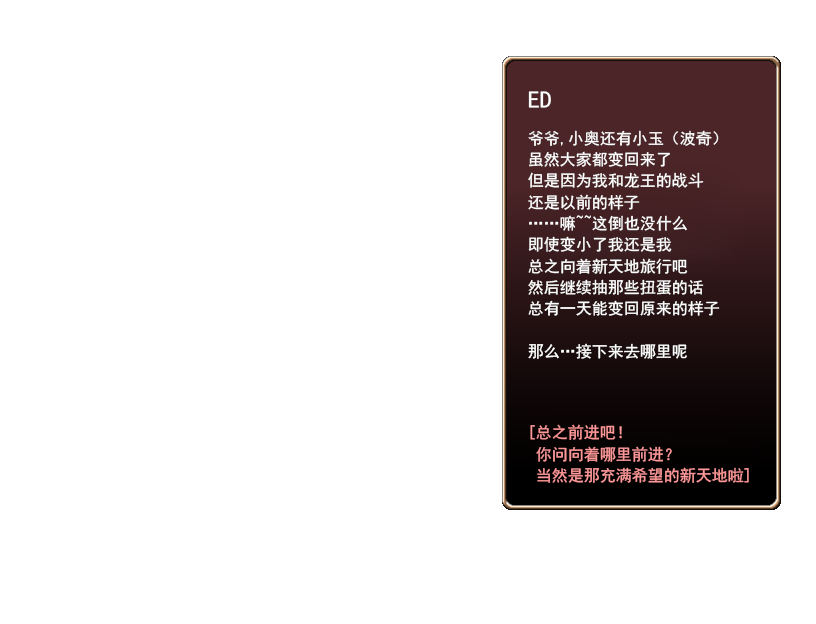 ED
爷爷,小奥还有小玉（波奇）
虽然大家都变回来了
但是因为我和龙王的战斗
还是以前的样子
……嘛~~这倒也没什么
即使变小了我还是我
总之向着新天地旅行吧
然后继续抽那些扭蛋的话
总有一天能变回原来的样子
那么…接下来去哪里呢
[总之前进吧!
你问向着哪里前进?
当然是那充满希望的新天地啦]